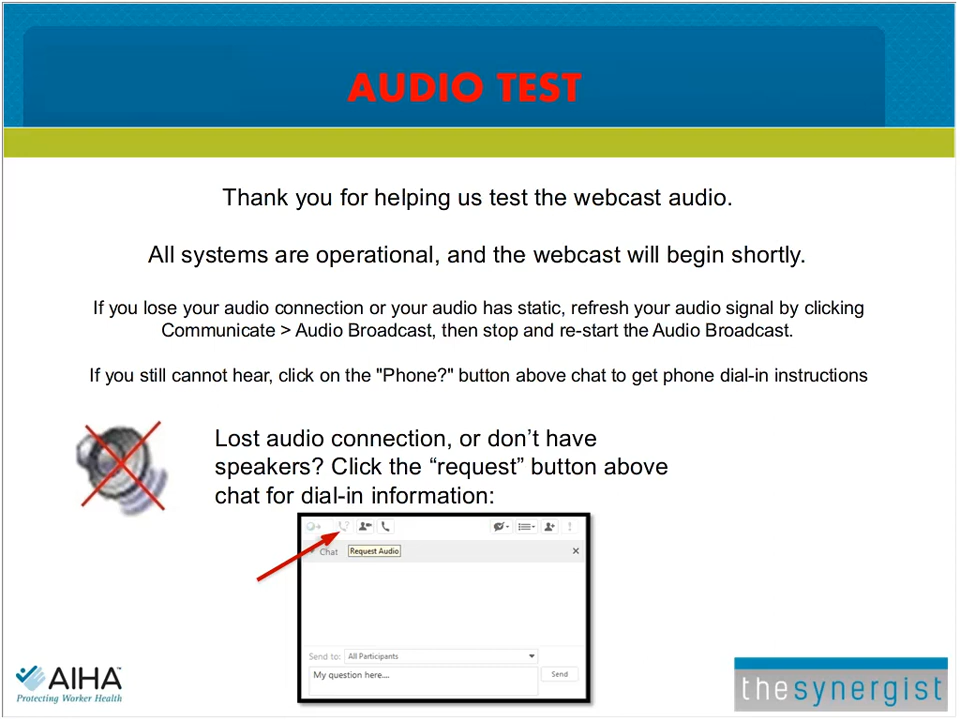 AUDIO TEST
Thank you for helping us test the webcast audio.
All systems are operational, and the webcast will begin shortly.
If you lose your audio connection or your audio has static, refresh your audio signal by clicking
Communicate > Audio Broadcast, then stop and re-start the Audio Broadcast.
If you still cannot hear, click on the "Phone?" button above chat to get phone dial-in instructions
Lost audio connection, or don’t have
speakers? Click the “request” button above
chat for dial-in information:
Chat
Request Audio
Send to:
All Participants
My question here....
Send
AIHA™
Protecting Worker Health
thesynergist